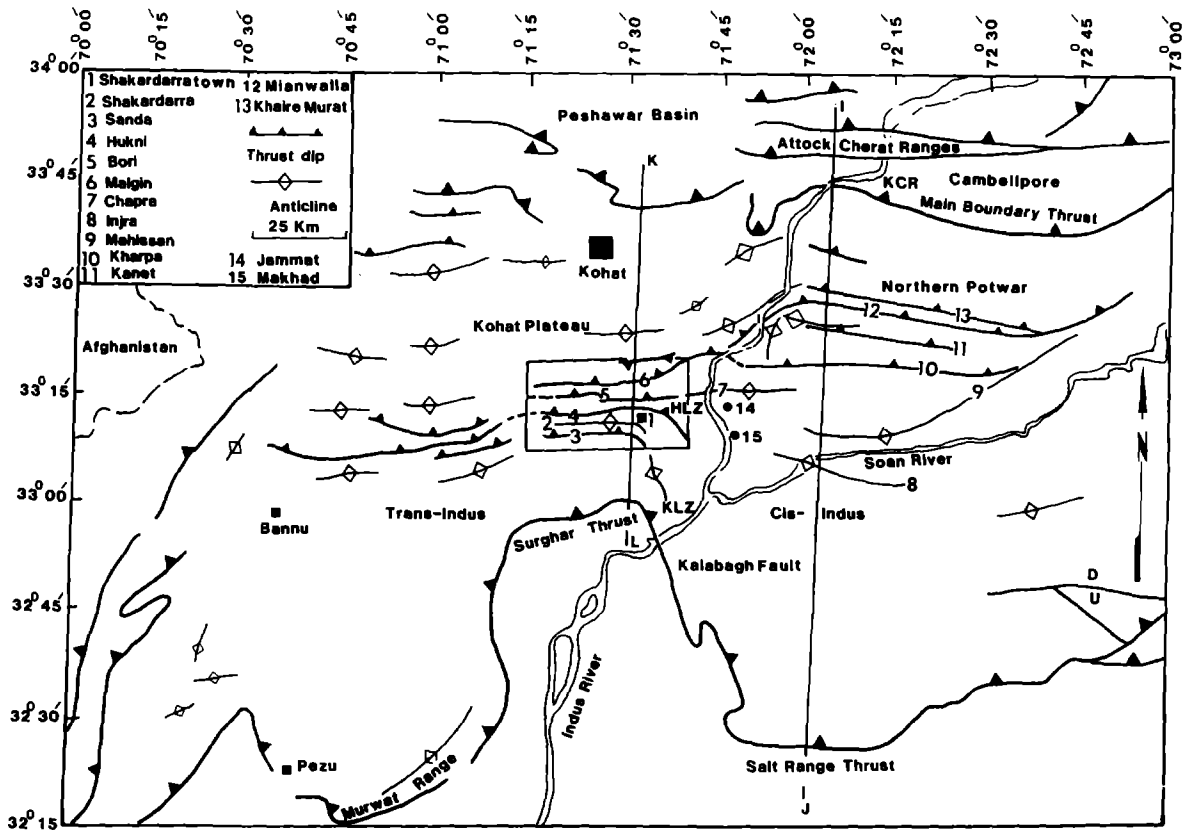 70°00′ 70°15′ 70°45′ 71°00′ 71°15′ 71°30′ 71°45′ 72°00′ 72°15′ 72°30′ 72°45′ 73°00′
34°00
1 Shakardarratown 12 Mianwalla
2 Shakardarra 13 Khaire Murat
3 Sanda
4 Hukni
Thrust dip
5 Bori
6 Malgin
7 Chapra
Anticline
8 Injra
25 Km
9 Mahissan
10 Kharpa 14 Jammat
11 Kanet 15 Makhad
Peshawar Basin
I
Attock Cherat Ranges
K
33°45′
KCR Cambellpore
Main Boundary Thrust
Kohat
33°30′
Northern Potwar
13
12
Kohat Plateau
11
Afghanistan
10
33°15′
6
5
7
9
HLZ
14
4
2
1
3
15
Soan River
8
33°00′
KLZ
Bannu
Trans-Indus
Cis-Indus
Surghar Thrust
L
Kalabagh Fault
D
U
32°45′
N
Indus River
32°30′
Pezu
Murwat Range
Salt Range Thrust
J
32°15′